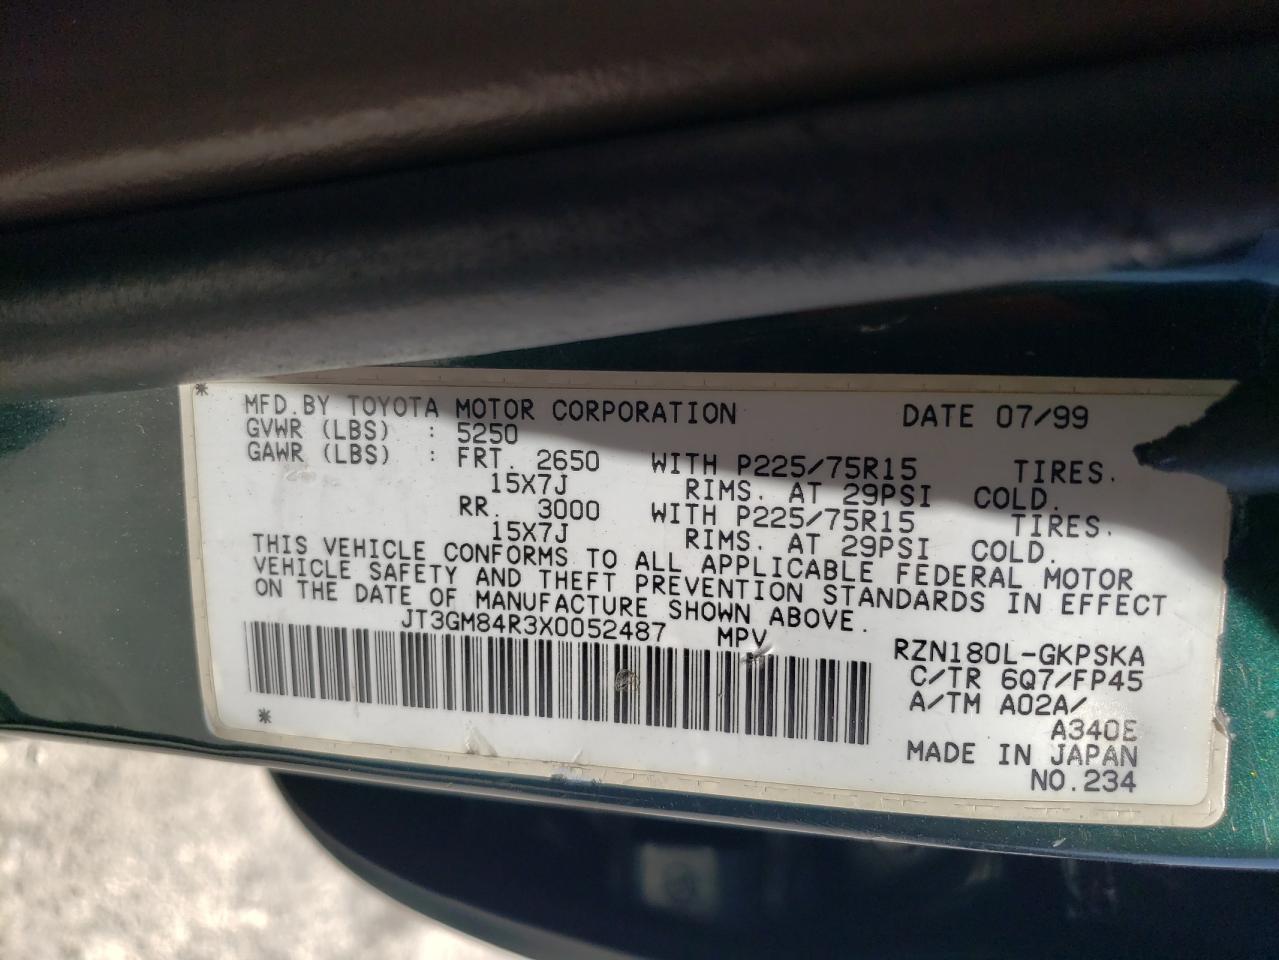 *
MFD.BY TOYOTA MOTOR CORPORATION DATE 07/99
GVWR (LBS) : 5250
GAWR (LBS) : FRT. 2650 WITH P225/75R15 TIRES.
15X7J RIMS. AT 29PSI COLD.
RR. 3000 WITH P225/75R15 TIRES.
15X7J RIMS. AT 29PSI COLD.
THIS VEHICLE CONFORMS TO ALL APPLICABLE FEDERAL MOTOR
VEHICLE SAFETY AND THEFT PREVENTION STANDARDS IN EFFECT
ON THE DATE OF MANUFACTURE SHOWN ABOVE.
JT3GM84R3X0052487 MPV
RZN180L-GKPSKA
C/TR 6Q7/FP45
A/TM A02A/
A340E
*
MADE IN JAPAN
NO.234